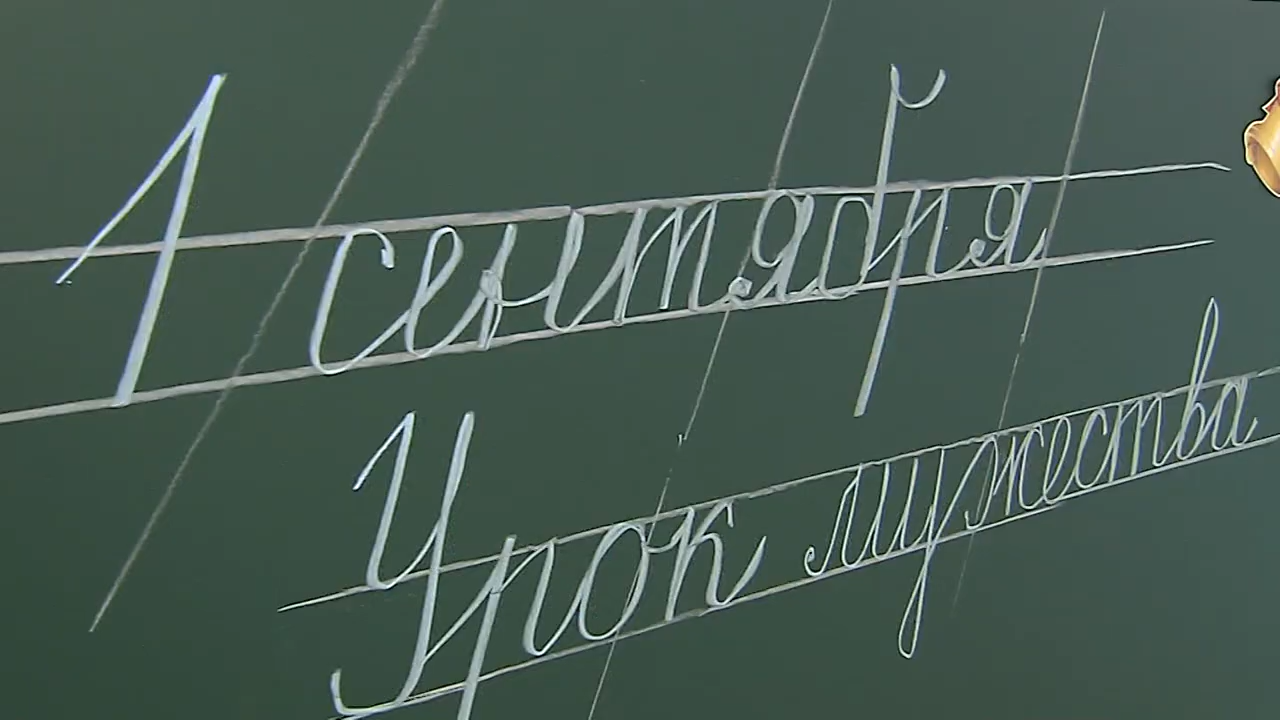 1 сентября
Урок мужества